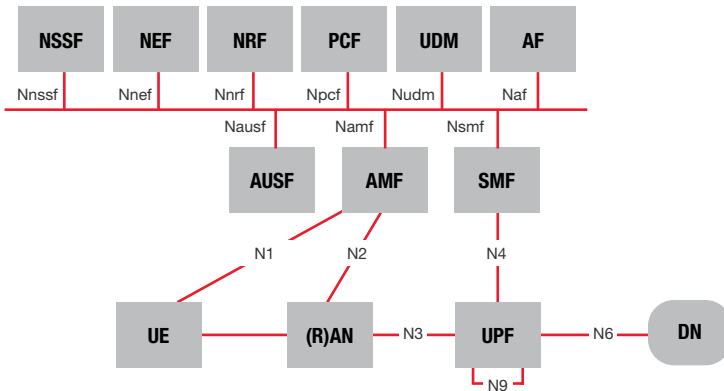 NSSF NEF NRF PCF UDM AF
Nnssf Nnef Nnrf Npcf Nudm Naf
Nausf Namf Nsmf
AUSF AMF SMF
N1 N2 N4
UE (R)AN N3 UPF N6 DN
N9